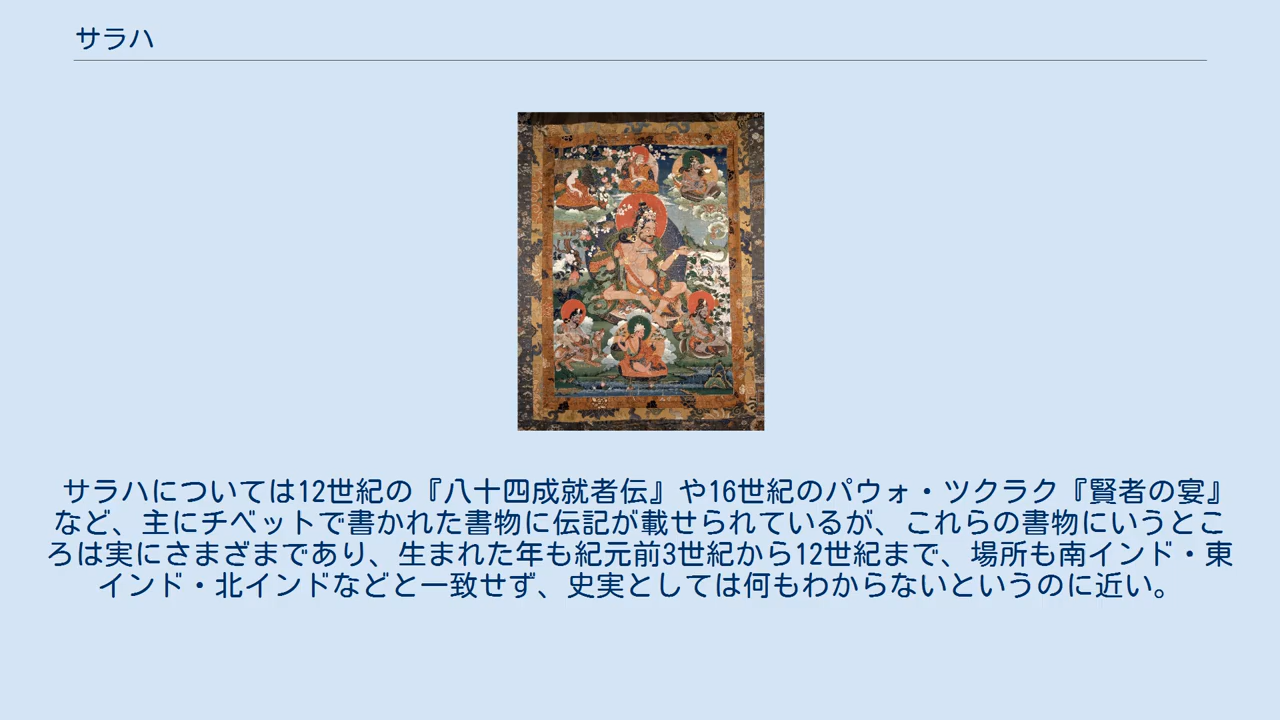 サラハ
サラハについては12世紀の『八十四成就者伝』や16世紀のパウォ・ツクラク『賢者の宴』
など、主にチベットで書かれた書物に伝記が載せられているが、これらの書物にいうとこ
ろは実にさまざまであり、生まれた年も紀元前3世紀から12世紀まで、場所も南インド・東
インド・北インドなどと一致せず、史実としては何もわからないというのに近い。